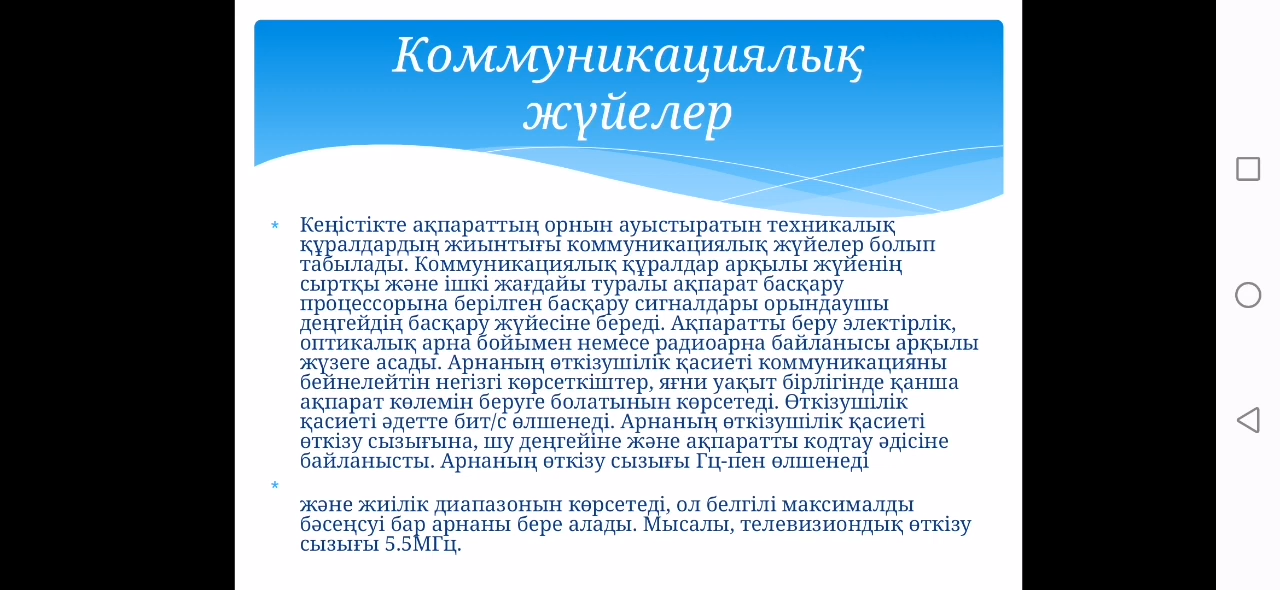 Коммуникациялық
жүйелер
* Кеңістікте ақпараттың орнын ауыстыратын техникалық
құралдардың жиынтығы коммуникациялық жүйелер болып
табылады. Коммуникациялық құралдар арқылы жүйенің
сыртқы және ішкі жағдайы туралы ақпарат басқару
процессорына берілген басқару сигналдары орындаушы
деңгейдің басқару жүйесіне береді. Ақпаратты беру электірлік,
оптикалық арна бойымен немесе радиоарна байланысы арқылы
жүзеге асады. Арнаның өткізушілік қасиеті коммуникацияны
бейнелейтін негізгі көрсеткіштер, яғни уақыт бірлігінде қанша
ақпарат көлемін беруге болатынын көрсетеді. Өткізушілік
қасиеті әдетте бит/с өлшенеді. Арнаның өткізушілік қасиеті
өткізу сызығына, шу деңгейіне және ақпаратты кодтау әдісіне
байланысты. Арнаның өткізу сызығы Гц-пен өлшенеді
*
және жиілік диапазонын көрсетеді, ол белгілі максималды
бәсеңсуі бар арнаны бере алады. Мысалы, телевизиондық өткізу
сызығы 5.5МГц.